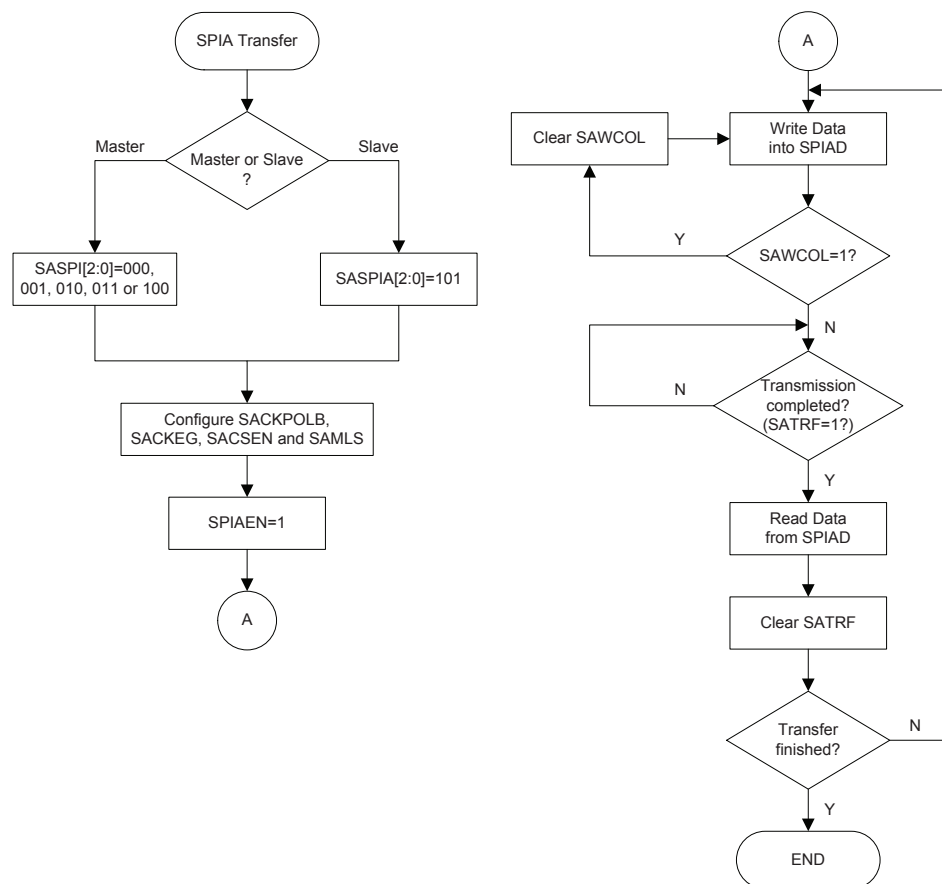 SPIA Transfer
Master or Slave
?
Master
Slave
SASPI[2:0]=000,
001, 010, 011 or 100
SASPIA[2:0]=101
Configure SACKPOLB,
SACKEG, SACSEN and SAMLS
SPIAEN=1
A
A
Write Data
into SPIAD
Clear SAWCOL
Y
SAWCOL=1?
N
N
Transmission
completed?
(SATRF=1?)
Y
Read Data
from SPIAD
Clear SATRF
Transfer
finished?
N
Y
END